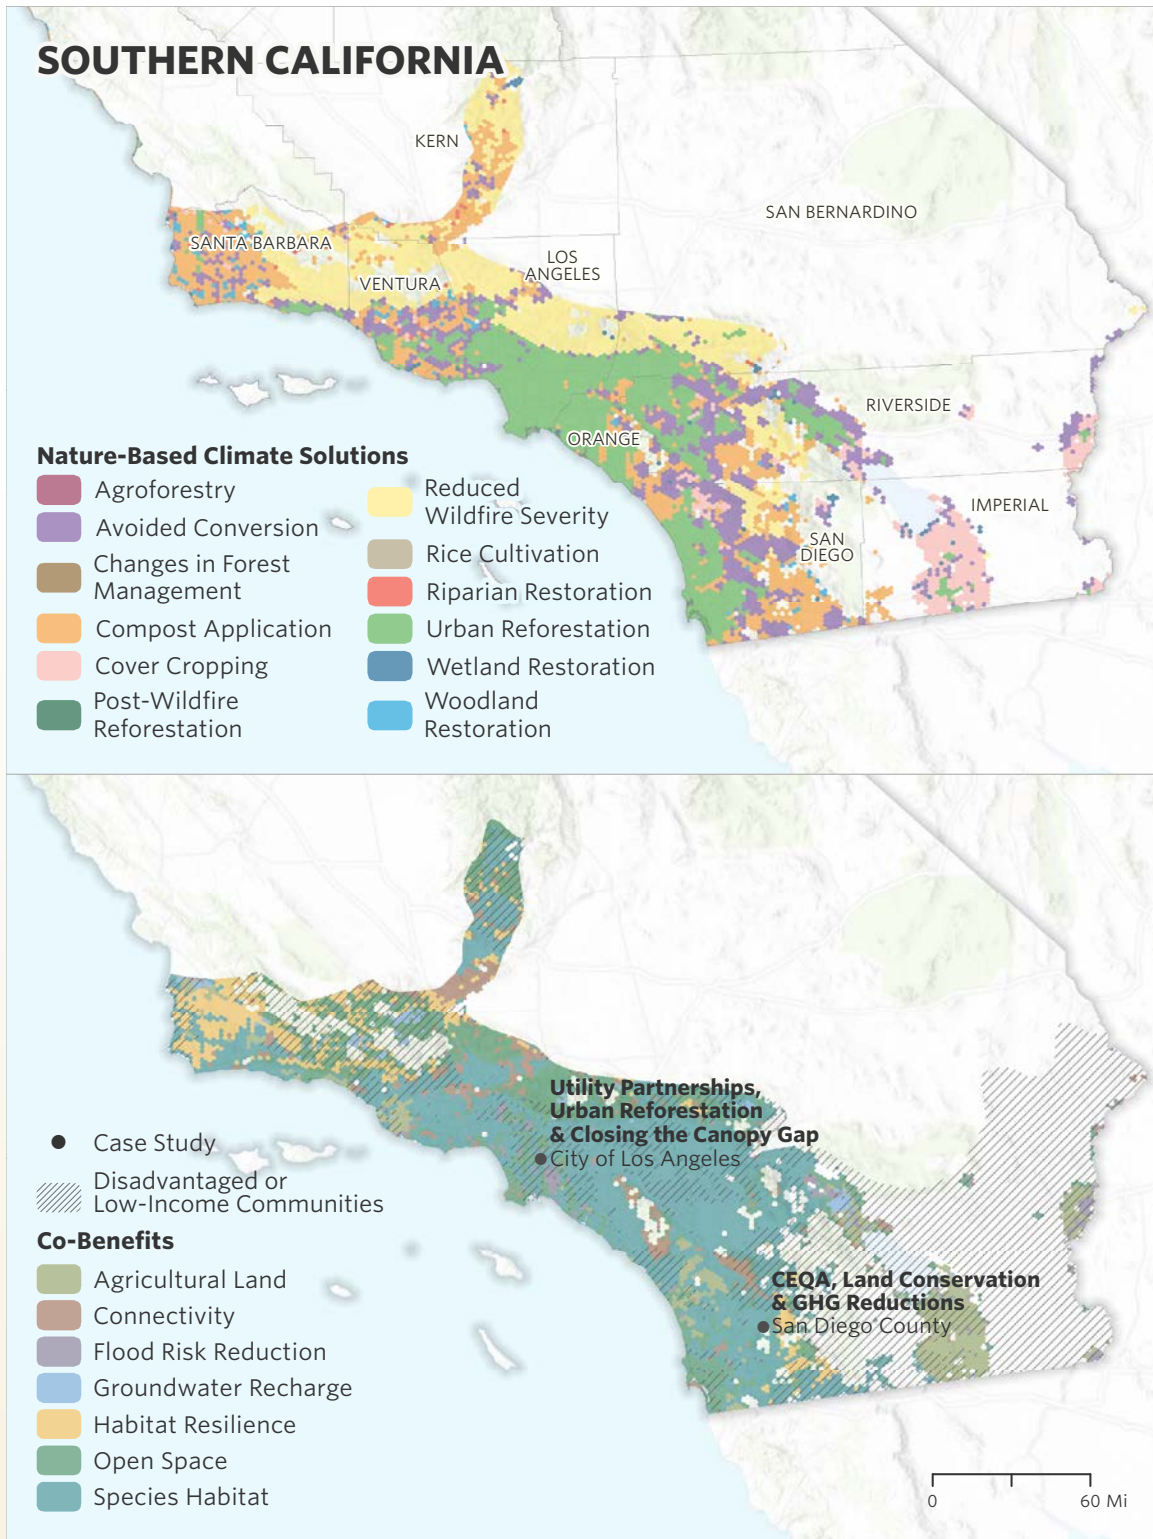 SOUTHERN CALIFORNIA
KERN
SAN BERNARDINO
SANTA BARBARA
LOS
ANGELES
VENTURA
RIVERSIDE
ORANGE
IMPERIAL
SAN
DIEGO
Nature-Based Climate Solutions
Agroforestry
Avoided Conversion
Changes in Forest
Management
Compost Application
Cover Cropping
Post-Wildfire
Reforestation
Reduced
Wildfire Severity
Rice Cultivation
Riparian Restoration
Urban Reforestation
Wetland Restoration
Woodland
Restoration
Utility Partnerships,
Urban Reforestation
& Closing the Canopy Gap
City of Los Angeles
CEQA, Land Conservation
& GHG Reductions
San Diego County
Case Study
Disadvantaged or
Low-Income Communities
Co-Benefits
Agricultural Land
Connectivity
Flood Risk Reduction
Groundwater Recharge
Habitat Resilience
Open Space
Species Habitat
0 60 Mi